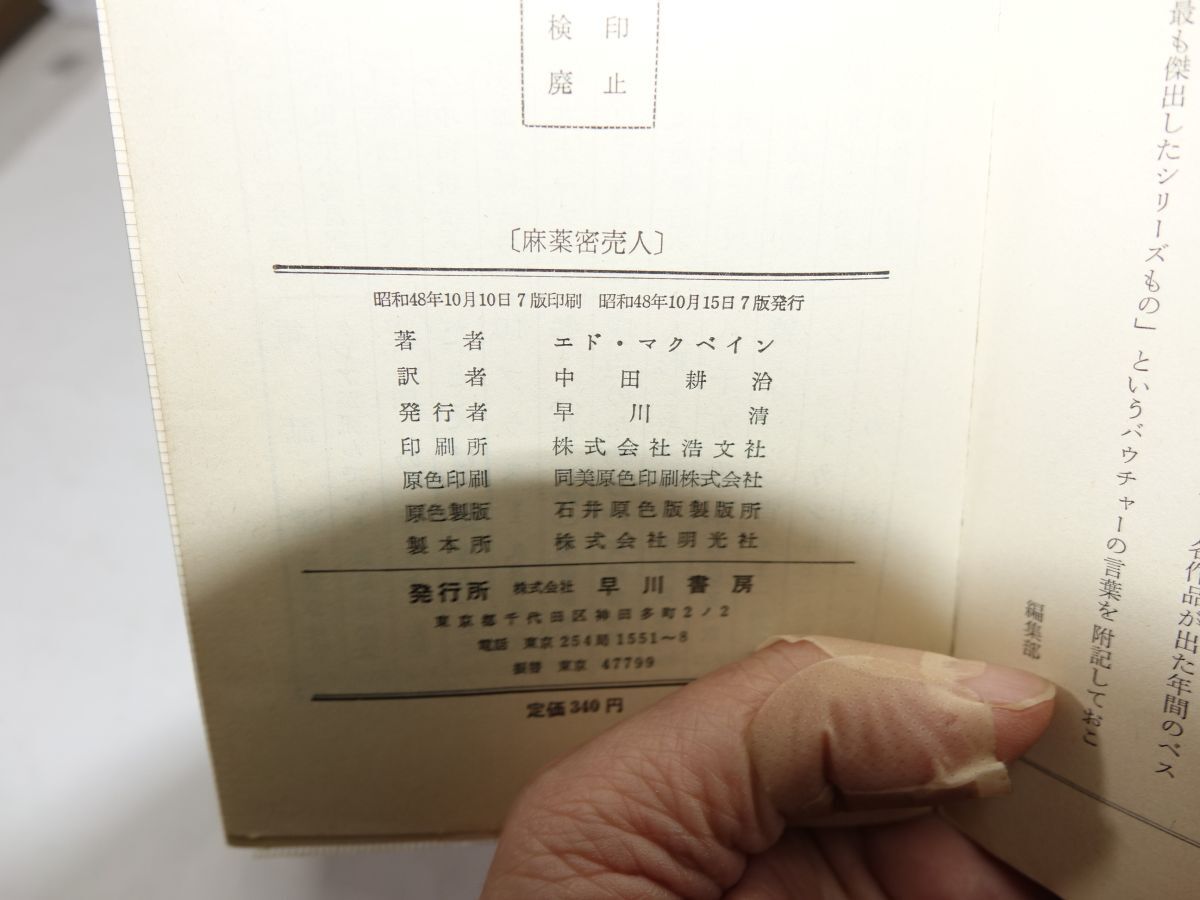 検印
廃止
〔麻薬密売人〕
昭和48年10月10日7版印刷 昭和48年10月15日7版発行
著者 エド・マクベイン
訳者 中田耕治
発行者 早川清
印刷所 株式会社浩文社
原色印刷 同美原色印刷株式会社
原色製版 石井原色版製版所
製本所 株式会社明光社
発行所 株式会社 早川書房
東京都千代田区神田多町2ノ2
電話 東京254局1551~8
振替 東京 47799
定価340円
名作品が出た年間のベス
最も傑出したシリーズもの」というバウチャーの言葉を附記しておこ
編集部